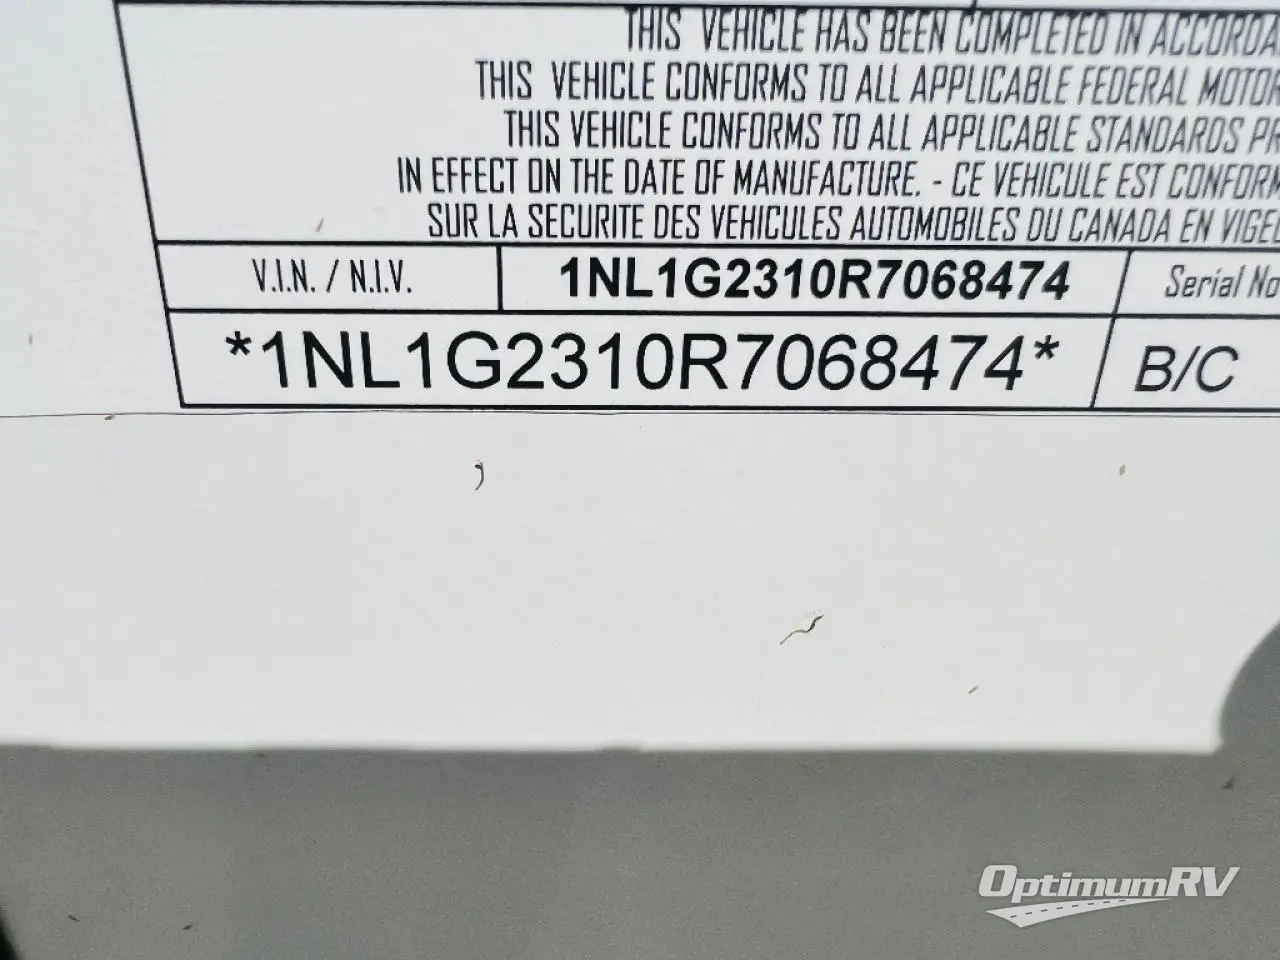 THIS VEHICLE HAS BEEN COMPLETED IN ACCORDA
THIS VEHICLE CONFORMS TO ALL APPLICABLE FEDERAL MOTOR
THIS VEHICLE CONFORMS TO ALL APPLICABLE STANDARDS PR
IN EFFECT ON THE DATE OF MANUFACTURE. - CE VEHICULE EST CONFORM
SUR LA SECURITE DES VEHICULES AUTOMOBILES DU CANADA EN VIGEU
V.I.N. / N.I.V. 1NL1G2310R7068474 Serial No
*1NL1G2310R7068474* B/C
OptimumRV